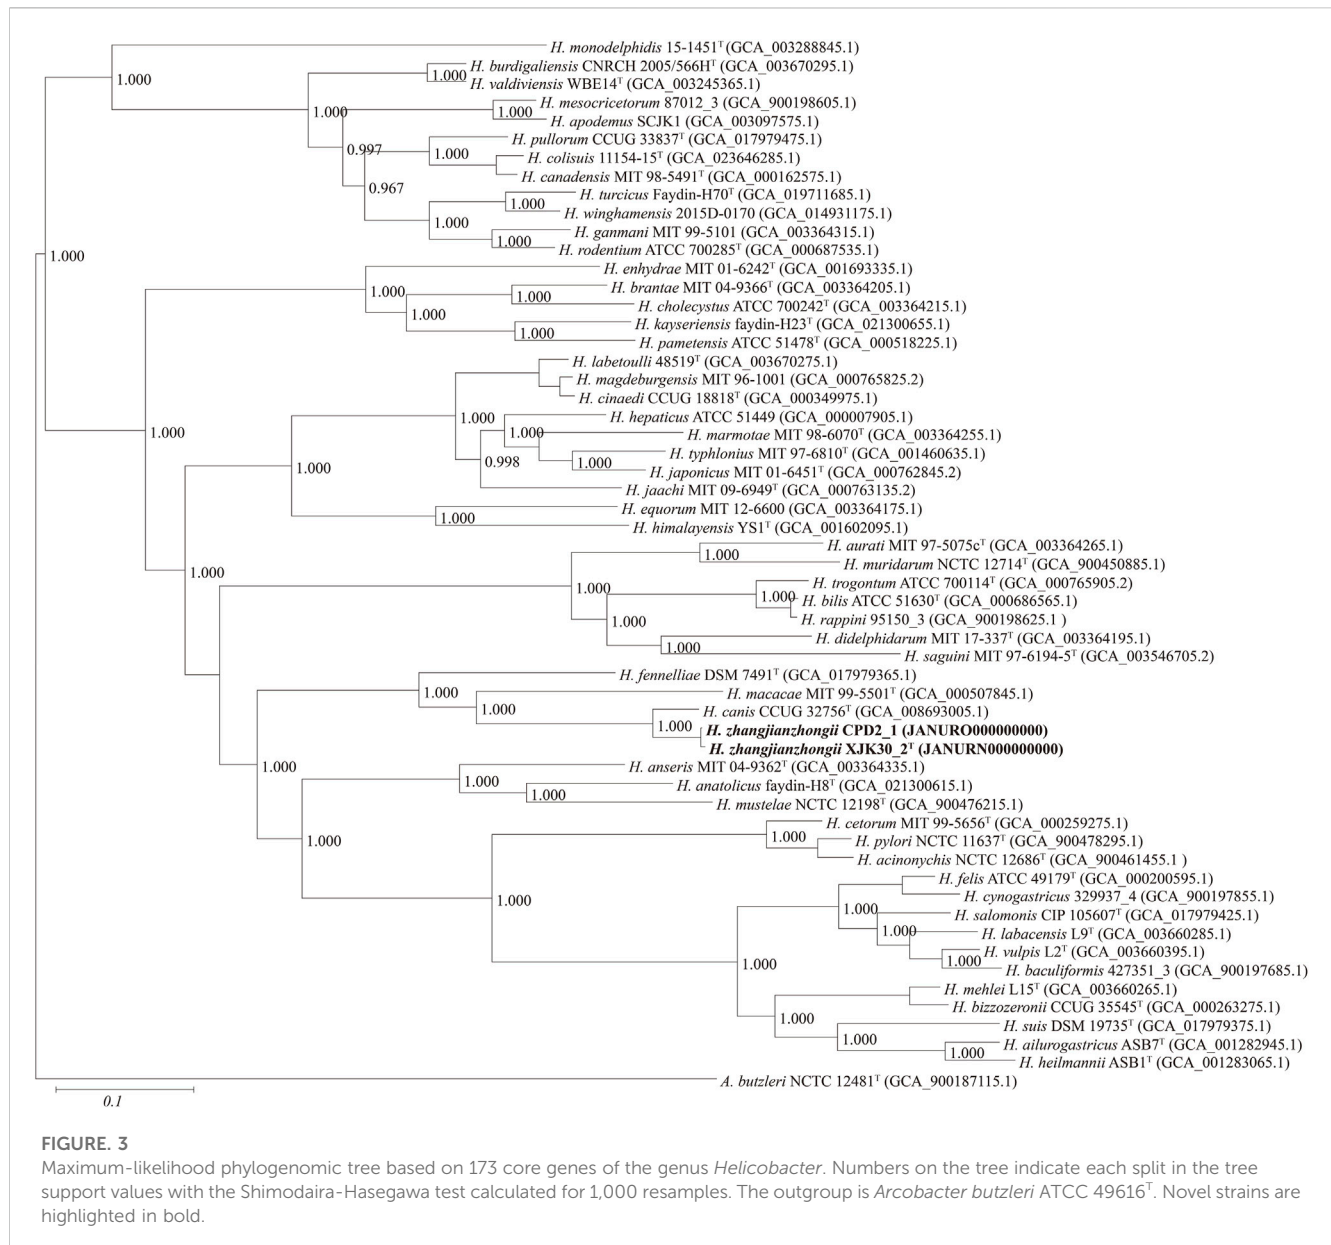 H. monodelphidis 15-1451ᵀ (GCA_003288845.1)
H. burdigaliensis CNRCH 2005/566Hᵀ (GCA_003670295.1)
1.000
1.000
H. valdiviensis WBE14ᵀ (GCA_003245365.1)
H. mesocricetorum 87012_3 (GCA_900198605.1)
1.000
1.000
H. apodemus SCJK1 (GCA_003097575.1)
H. pullorum CCUG 33837ᵀ (GCA_017979475.1)
0.997
1.000
H. colisuis 11154-15ᵀ (GCA_023646285.1)
H. canadensis MIT 98-5491ᵀ (GCA_000162575.1)
0.967
H. turcicus Faydin-H70ᵀ (GCA_019711685.1)
1.000
H. winghamensis 2015D-0170 (GCA_014931175.1)
1.000
H. ganmani MIT 99-5101 (GCA_003364315.1)
1.000
H. rodentium ATCC 700285ᵀ (GCA_000687535.1)
1.000
H. enhydrae MIT 01-6242ᵀ (GCA_001693335.1)
1.000
H. brantae MIT 04-9366ᵀ (GCA_003364205.1)
1.000
H. cholecystus ATCC 700242ᵀ (GCA_003364215.1)
1.000
H. kayseriensis faydin-H23ᵀ (GCA_021300655.1)
1.000
H. pametensis ATCC 51478ᵀ (GCA_000518225.1)
H. labetoulli 48519ᵀ (GCA_003670275.1)
H. magdeburgensis MIT 96-1001 (GCA_000765825.2)
H. cinaedi CCUG 18818ᵀ (GCA_000349975.1)
1.000
H. hepaticus ATCC 51449 (GCA_000007905.1)
1.000
1.000
H. marmotae MIT 98-6070ᵀ (GCA_003364255.1)
H. typhlonius MIT 97-6810ᵀ (GCA_001460635.1)
1.000
0.998
1.000
H. japonicus MIT 01-6451ᵀ (GCA_000762845.2)
H. jaachi MIT 09-6949ᵀ (GCA_000763135.2)
H. equorum MIT 12-6600 (GCA_003364175.1)
1.000
H. himalayensis YS1ᵀ (GCA_001602095.1)
H. aurati MIT 97-5075cᵀ (GCA_003364265.1)
1.000
H. muridarum NCTC 12714ᵀ (GCA_900450885.1)
1.000
1.000
H. trogontum ATCC 700114ᵀ (GCA_000765905.2)
1.000
H. bilis ATCC 51630ᵀ (GCA_000686565.1)
1.000
H. rappini 95150_3 (GCA_900198625.1 )
H. didelphidarum MIT 17-337ᵀ (GCA_003364195.1)
1.000
H. saguini MIT 97-6194-5ᵀ (GCA_003546705.2)
H. fennelliae DSM 7491ᵀ (GCA_017979365.1)
1.000
H. macacae MIT 99-5501ᵀ (GCA_000507845.1)
1.000
H. canis CCUG 32756ᵀ (GCA_008693005.1)
1.000
H. zhangjianzhongii CPD2_1 (JANURO000000000)
H. zhangjianzhongii XJK30_2ᵀ (JANURN000000000)
1.000
H. anseris MIT 04-9362ᵀ (GCA_003364335.1)
1.000
H. anatolicus faydin-H8ᵀ (GCA_021300615.1)
1.000
H. mustelae NCTC 12198ᵀ (GCA_900476215.1)
H. cetorum MIT 99-5656ᵀ (GCA_000259275.1)
1.000
1.000
H. pylori NCTC 11637ᵀ (GCA_900478295.1)
H. acinonychis NCTC 12686ᵀ (GCA_900461455.1 )
H. felis ATCC 49179ᵀ (GCA_000200595.1)
1.000
H. cynogastricus 329937_4 (GCA_900197855.1)
1.000
H. salomonis CIP 105607ᵀ (GCA_017979425.1)
1.000
H. labacensis L9ᵀ (GCA_003660285.1)
H. vulpis L2ᵀ (GCA_003660395.1)
1.000
1.000
H. baculiformis 427351_3 (GCA_900197685.1)
H. mehlei L15ᵀ (GCA_003660265.1)
H. bizzozeronii CCUG 35545ᵀ (GCA_000263275.1)
1.000
H. suis DSM 19735ᵀ (GCA_017979375.1)
1.000
H. ailurogastricus ASB7ᵀ (GCA_001282945.1)
1.000
H. heilmannii ASB1ᵀ (GCA_001283065.1)
A. butzleri NCTC 12481ᵀ (GCA_900187115.1)
0.1
FIGURE. 3
Maximum-likelihood phylogenomic tree based on 173 core genes of the genus Helicobacter. Numbers on the tree indicate each split in the tree
support values with the Shimodaira-Hasegawa test calculated for 1,000 resamples. The outgroup is Arcobacter butzleri ATCC 49616ᵀ. Novel strains are
highlighted in bold.